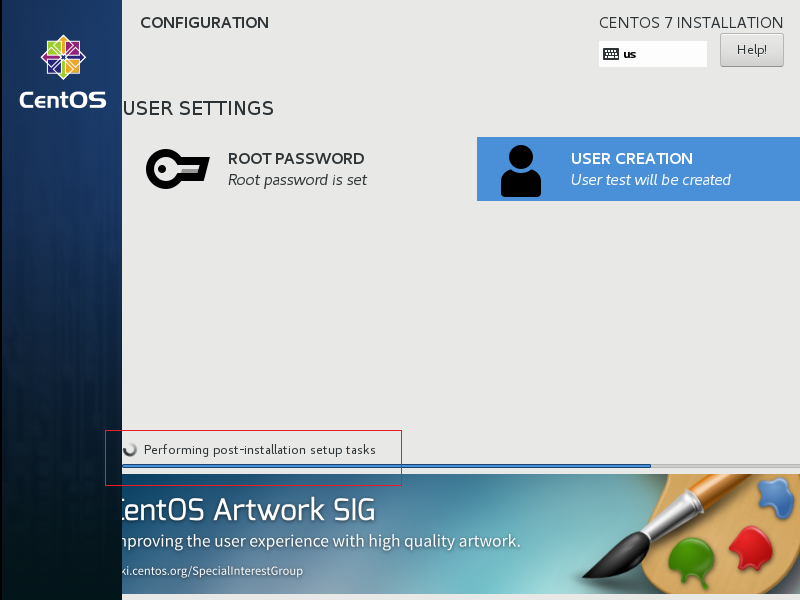 CONFIGURATION
CENTOS 7 INSTALLATION
us
Help!
CentOS
USER SETTINGS
ROOT PASSWORD
Root password is set
USER CREATION
User test will be created
Performing post-installation setup tasks
entOS Artwork SIG
proving the user experience with high quality artwork.
ki.centos.org/SpecialInterestGroup